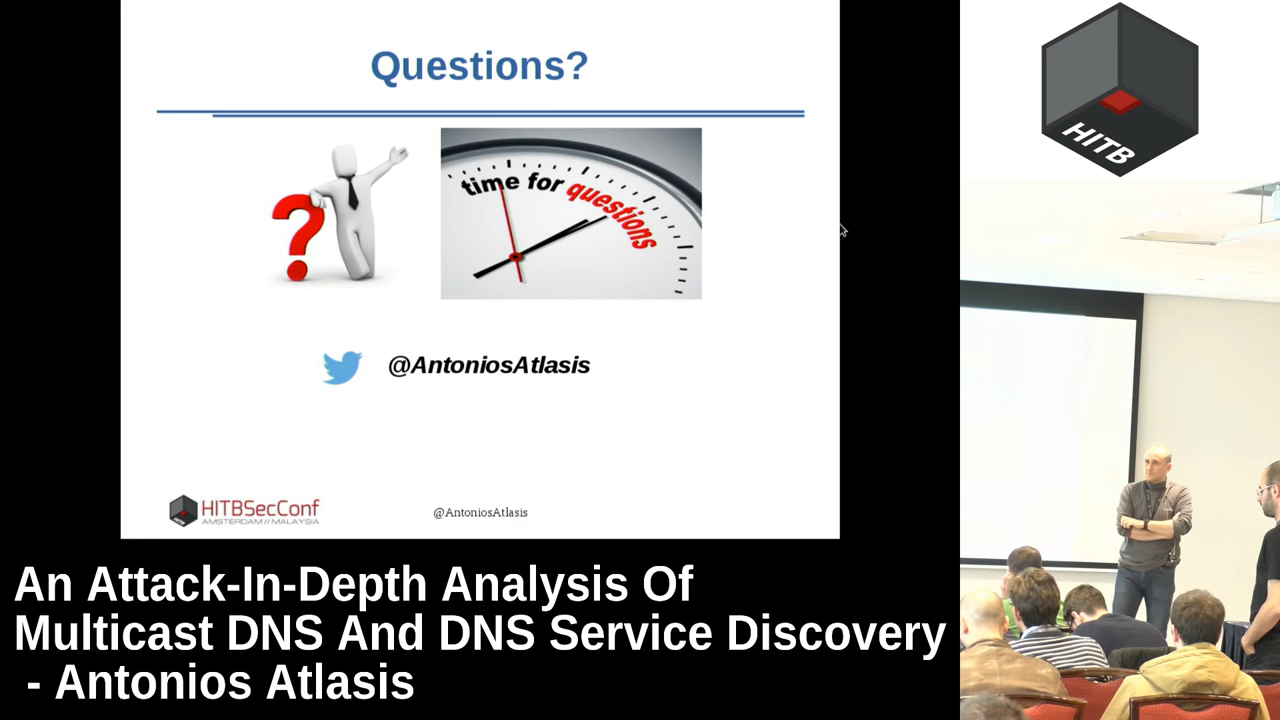 Questions?
time for questions
@AntoniosAtlasis
HITBSecConf
AMSTERDAM // MALAYSIA
@AntoniosAtlasis
HITB
An Attack-In-Depth Analysis Of
Multicast DNS And DNS Service Discovery
- Antonios Atlasis